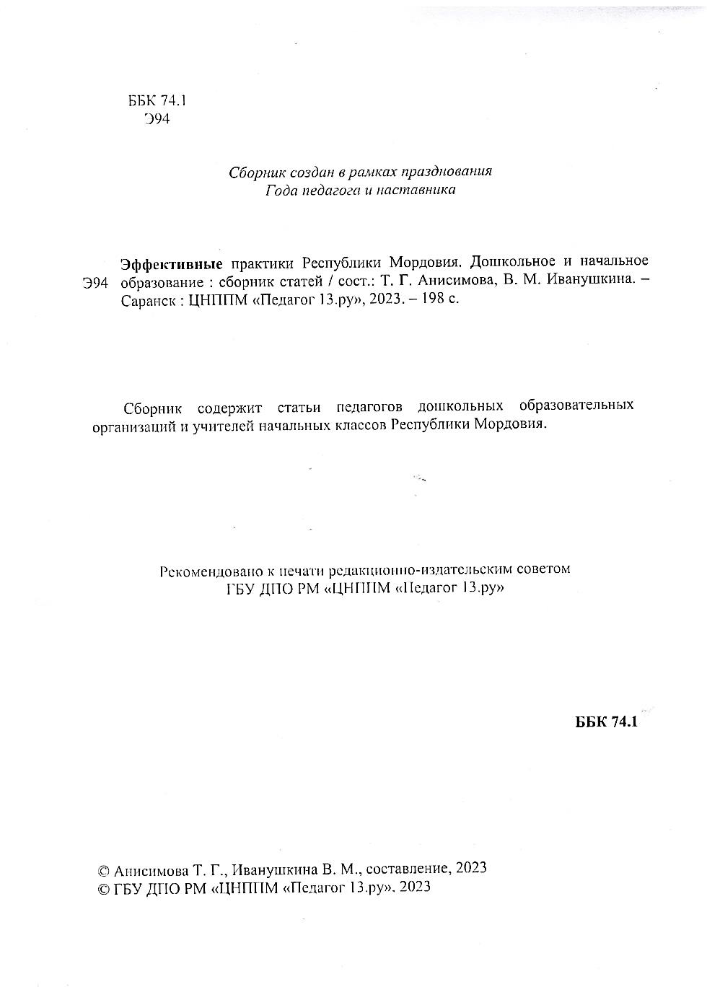 ББК 74.1
Э94
Сборник создан в рамках празднования
Года педагога и наставника
Эффективные практики Республики Мордовия. Дошкольное и начальное
Э94 образование : сборник статей / сост.: Т. Г. Анисимова, В. М. Иванушкина. –
Саранск : ЦНППМ «Педагог 13.ру», 2023. – 198 с.
Сборник содержит статьи педагогов дошкольных образовательных
организаций и учителей начальных классов Республики Мордовия.
Рекомендовано к печати редакционно-издательским советом
ГБУ ДПО РМ «ЦНППМ «Педагог 13.ру»
ББК 74.1
© Анисимова Т. Г., Иванушкина В. М., составление, 2023
© ГБУ ДПО РМ «ЦНППМ «Педагог 13.ру», 2023